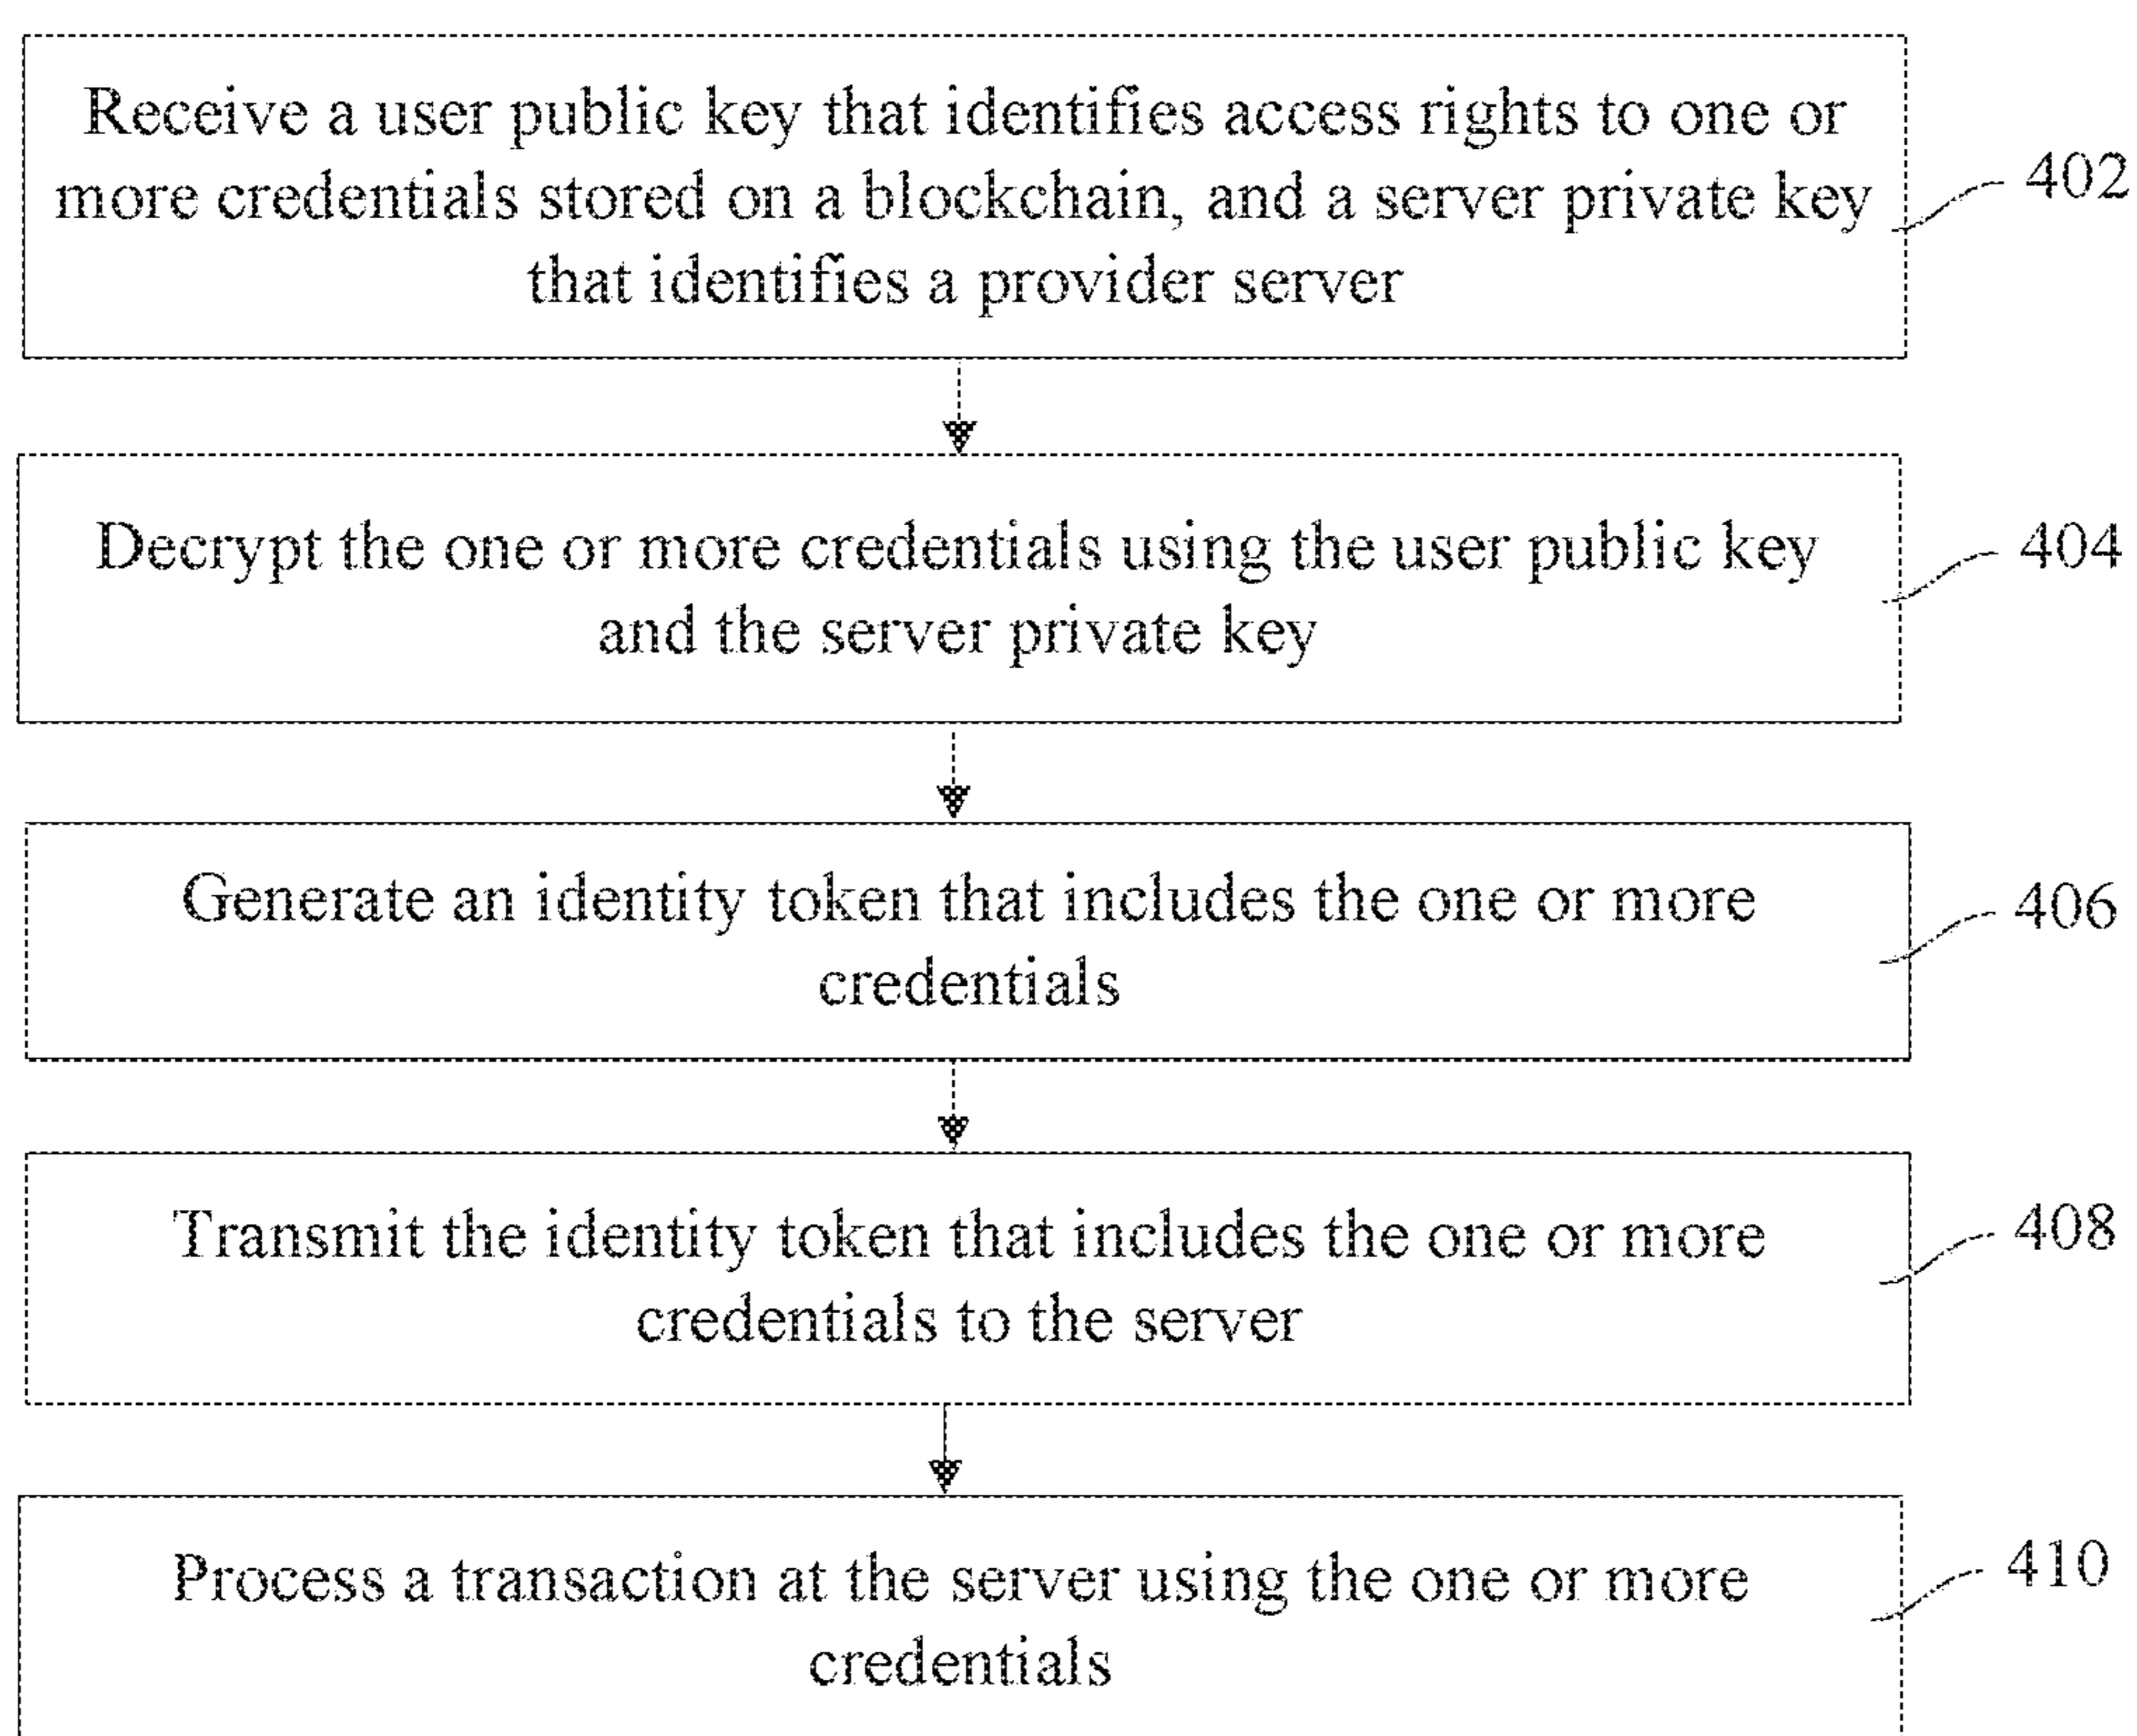 Receive a user public key that identifies access rights to one or
more credentials stored on a blockchain, and a server private key
that identifies a provider server
402
Decrypt the one or more credentials using the user public key
and the server private key
404
Generate an identity token that includes the one or more
credentials
406
Transmit the identity token that includes the one or more
credentials to the server
408
Process a transaction at the server using the one or more
credentials
410